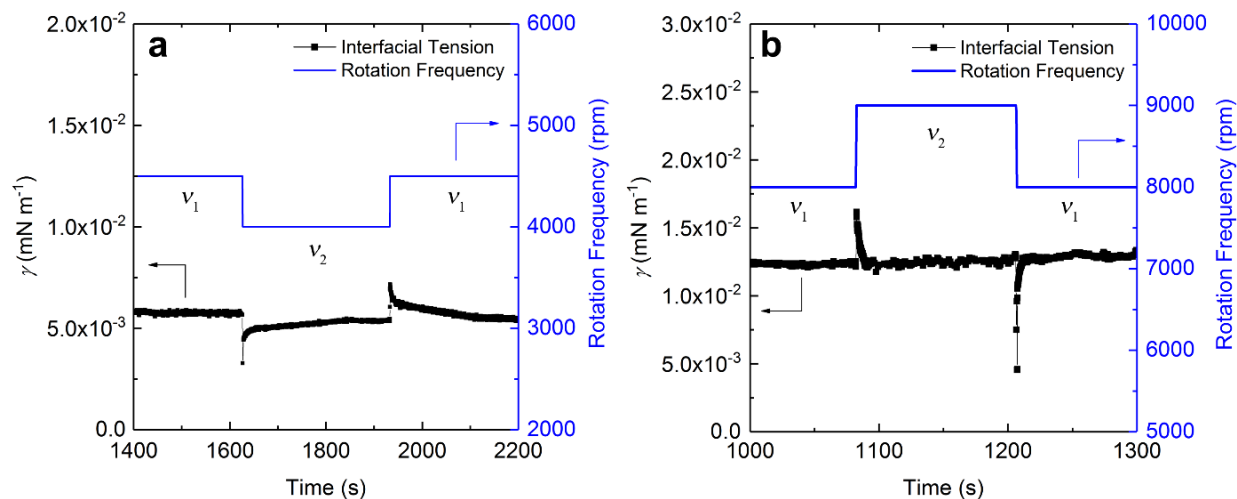 a
Interfacial Tension
Rotation Frequency
2.0x10⁻²
1.5x10⁻²
1.0x10⁻²
5.0x10⁻³
0.0
γ (mN m⁻¹)
6000
5000
4000
3000
2000
Rotation Frequency (rpm)
ν₁
ν₂
ν₁
1400 1600 1800 2000 2200
Time (s)
b
Interfacial Tension
Rotation Frequency
3.0x10⁻²
2.5x10⁻²
2.0x10⁻²
1.5x10⁻²
1.0x10⁻²
5.0x10⁻³
0.0
γ (mN m⁻¹)
10000
9000
8000
7000
6000
5000
Rotation Frequency (rpm)
ν₂
ν₁
ν₁
1000 1100 1200 1300
Time (s)